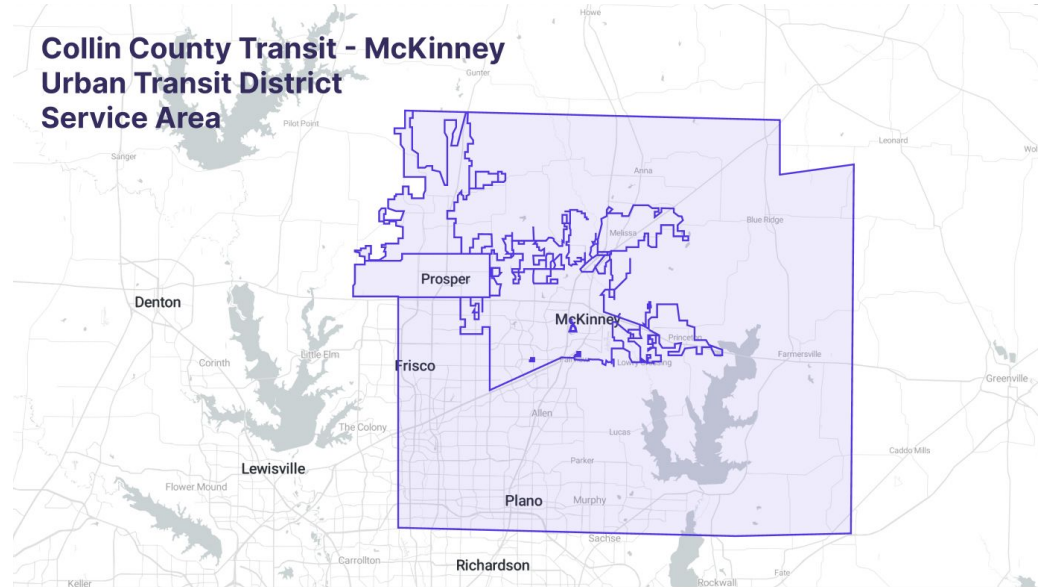 Collin County Transit - McKinney
Urban Transit District
Service Area
Howe
Gunter
Pilot Point
Sanger
Leonard
Anna
Blue Ridge
Melissa
Prosper
Denton
McKinney
Princeton
Little Elm
Farmersville
Corinth
Frisco
Greenville
Allen
The Colony
Lucas
Caddo Mills
Parker
Lewisville
Flower Mound
Plano
Murphy
Sachse
Carrollton
Richardson
Fate
Keller
Rockwall